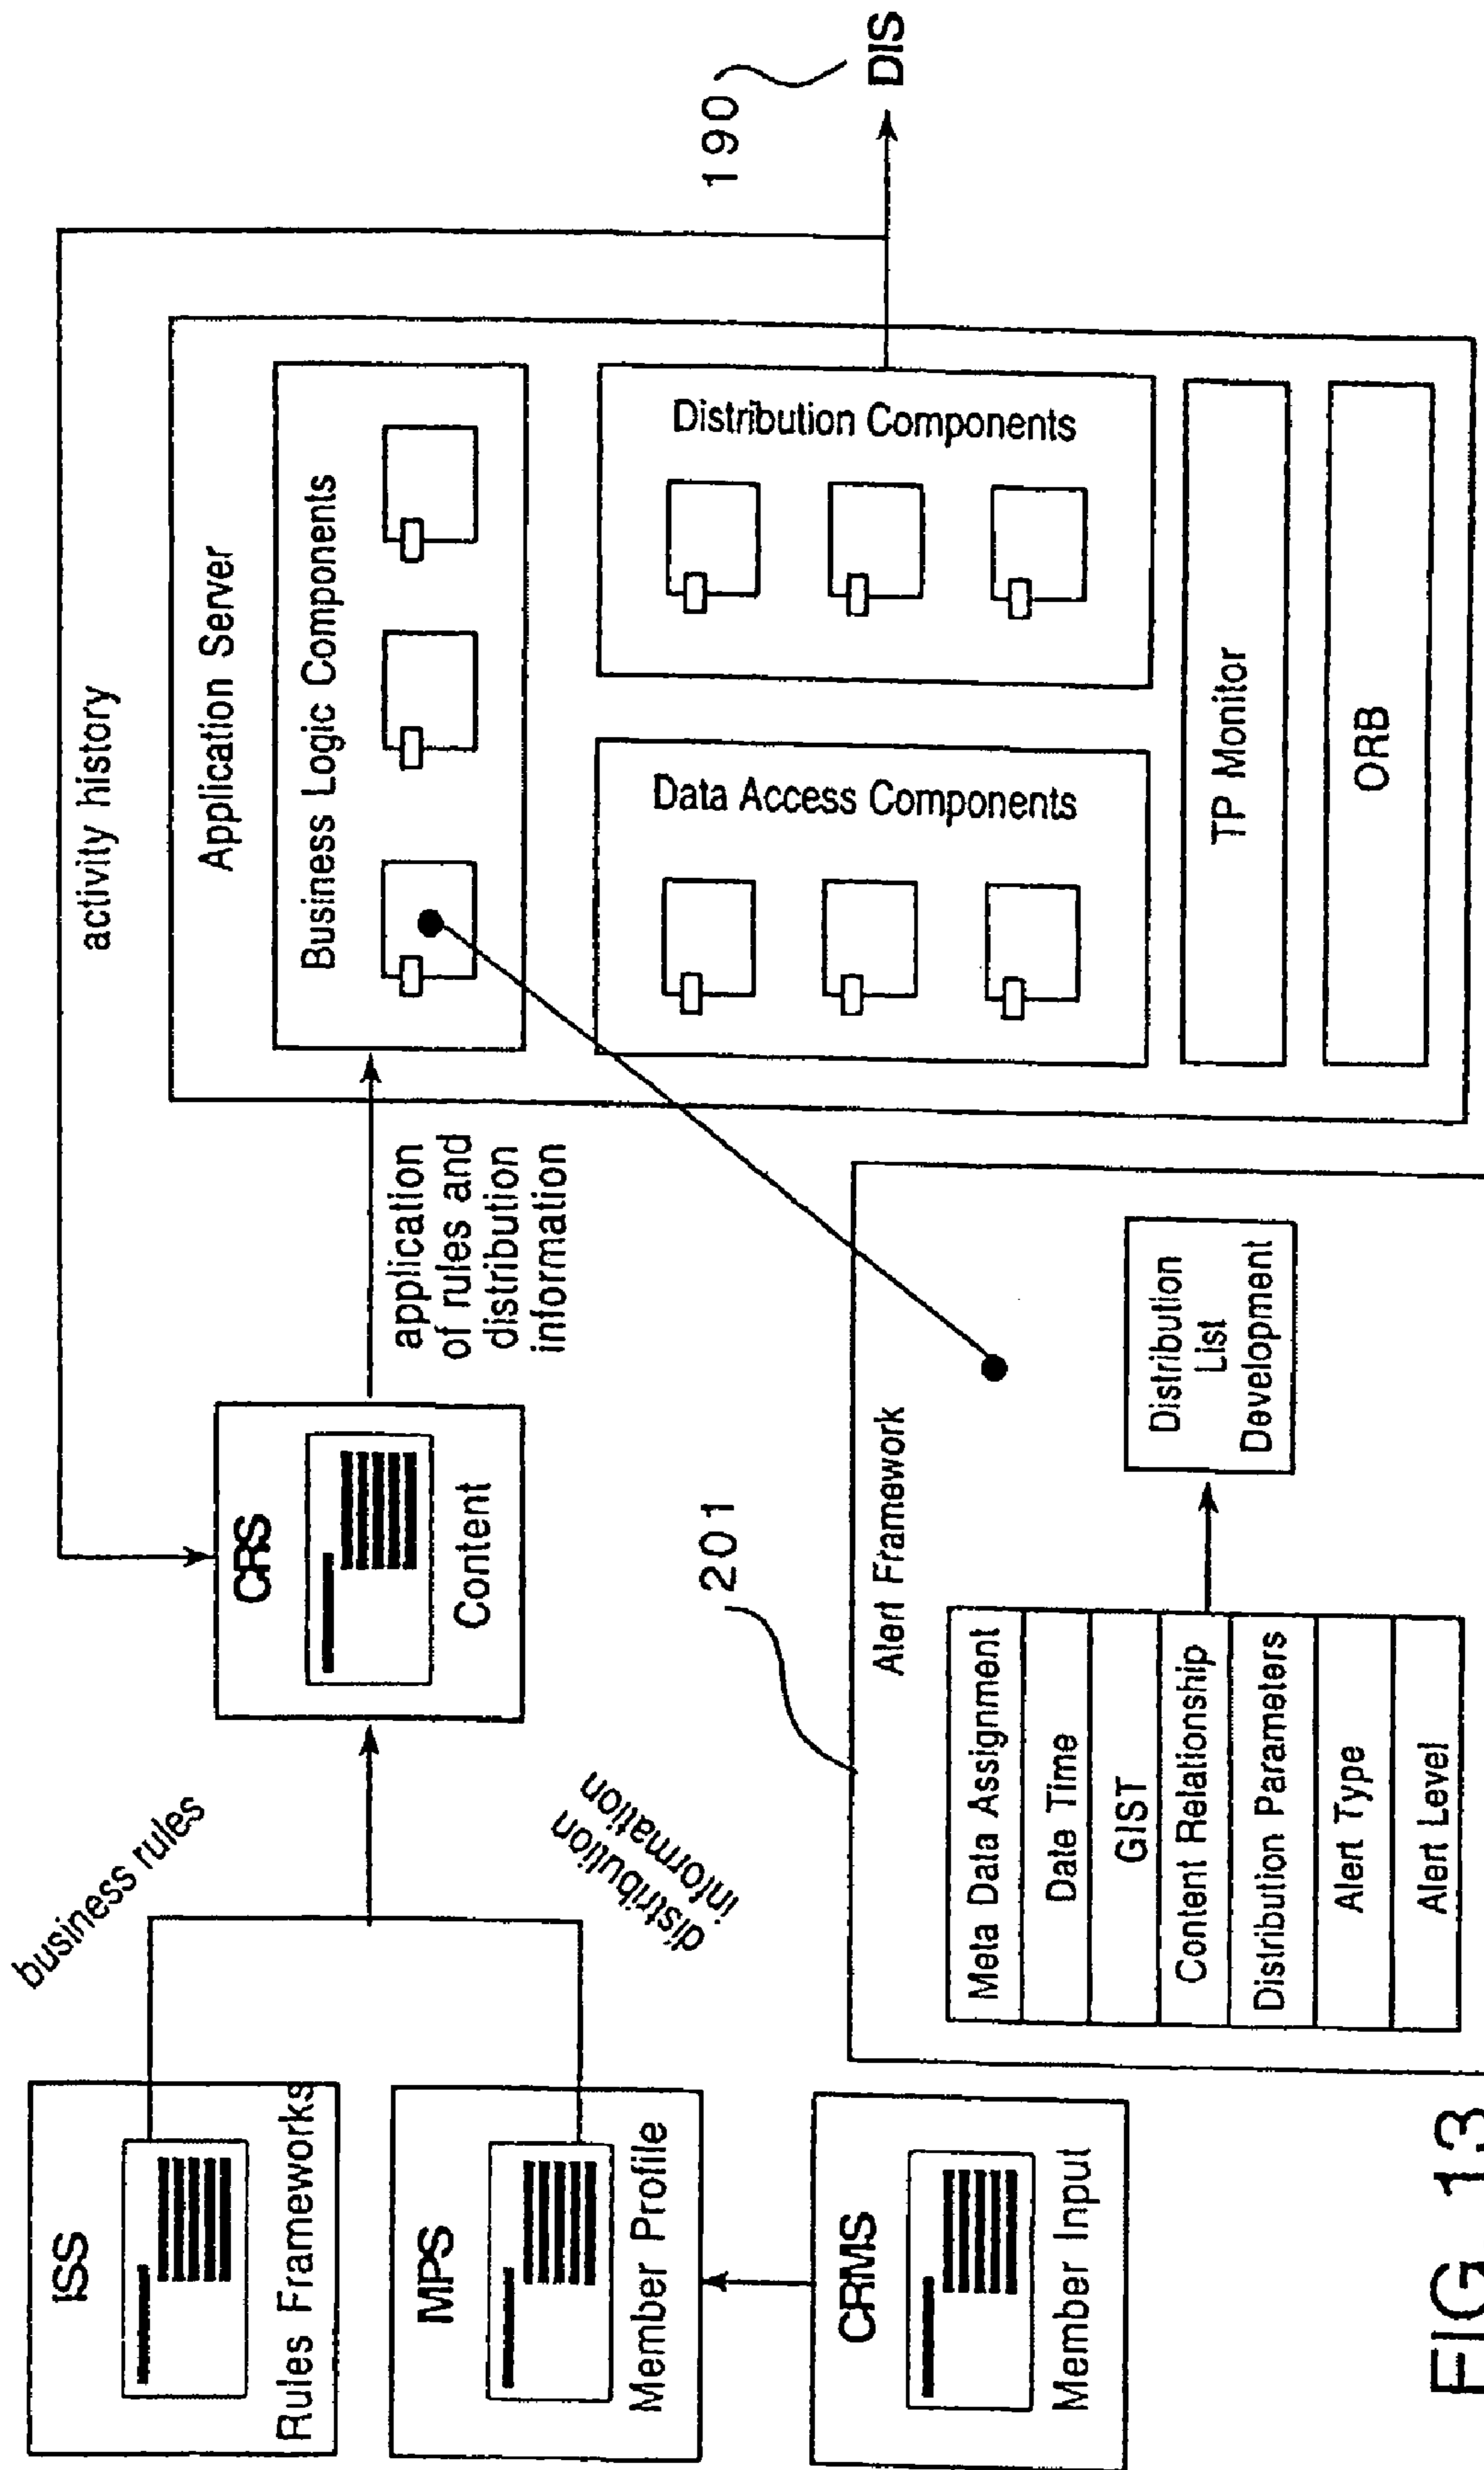 ISS
Rules Frameworks
MPS
Member Profile
CRMS
Member Input
business rules
distribution
information
CRS
Content
application
of rules and
distribution
information
activity history
Application Server
Business Logic Components
Data Access Components
Distribution Components
TP Monitor
ORB
190
DIS
201
Alert Framework
Meta Data Assignment
Date Time
GIST
Content Relationship
Distribution Parameters
Alert Type
Alert Level
Distribution
List
Development
FIG. 13